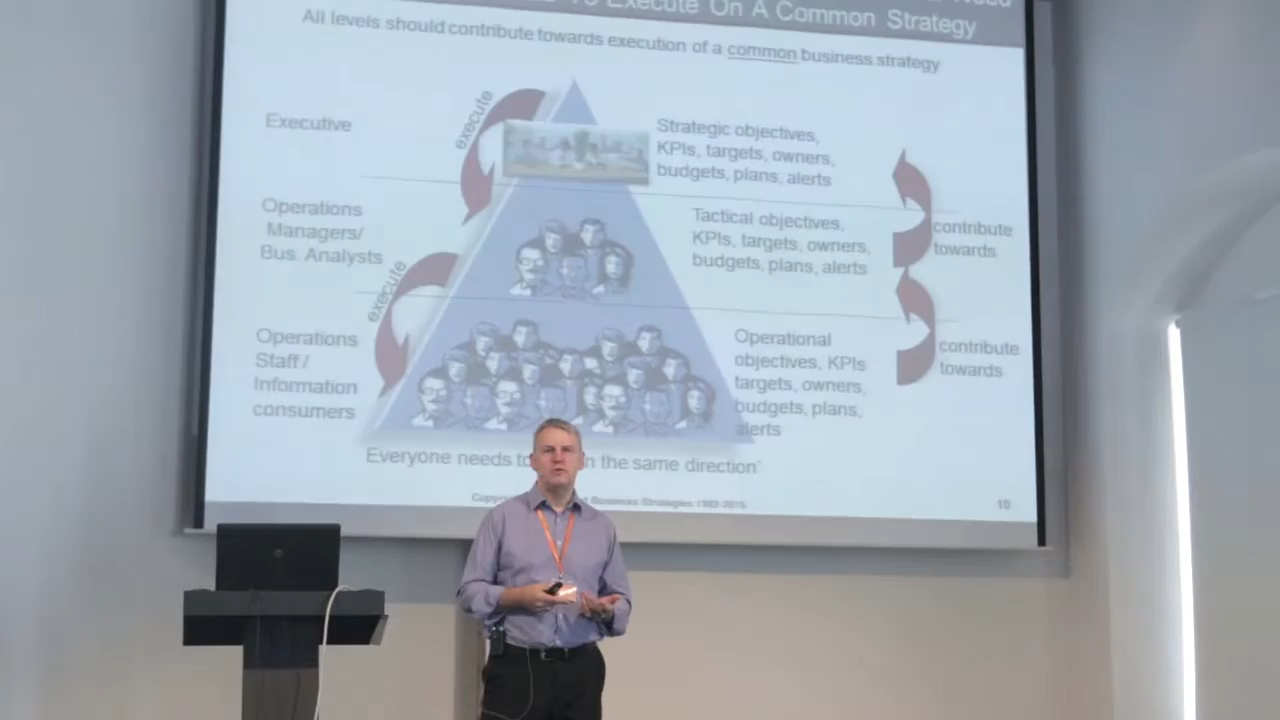 To Execute On A Common Strategy
All levels should contribute towards execution of a common business strategy
execute
Executive
Strategic objectives,
KPIs, targets, owners,
budgets, plans, alerts
Operations
Managers/
Bus. Analysts
Tactical objectives,
KPIs, targets, owners,
budgets, plans, alerts
contribute
towards
execute
Operations
Staff /
Information
consumers
Operational
objectives, KPIs
targets, owners,
budgets, plans,
alerts
contribute
towards
Everyone needs to in the same direction"
Business Strategies 1992-2015
10